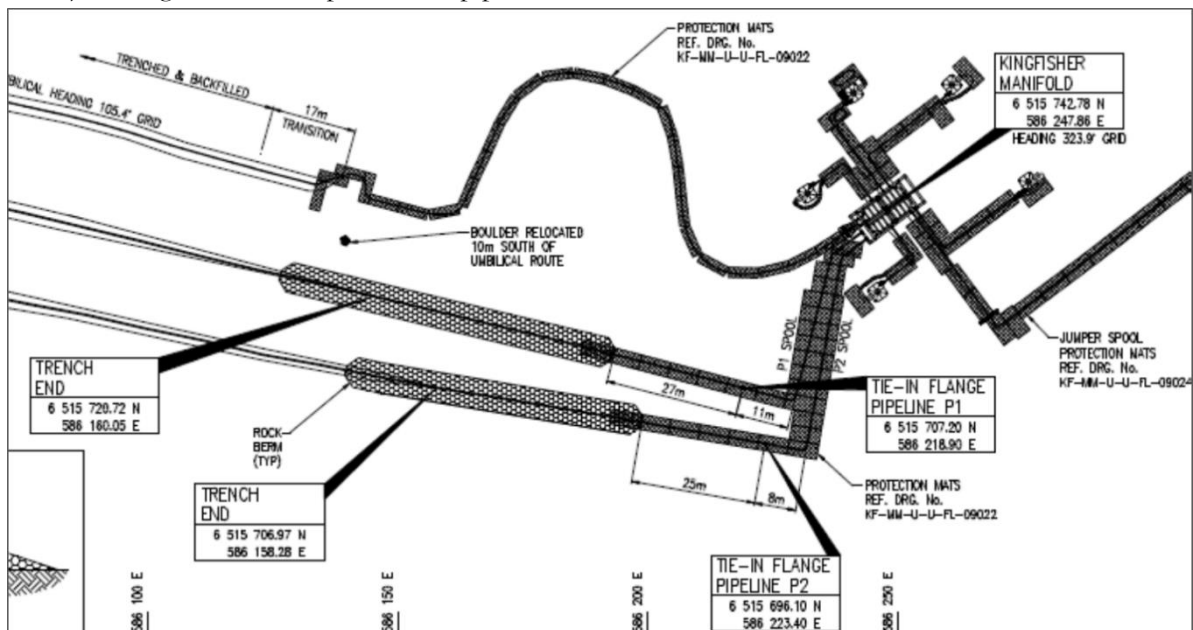 PROTECTION MATS
REF. DRG. No.
KF-MM-U-U-FL-09022
KINGFISHER
MANIFOLD
6 515 742.78 N
586 247.86 E
HEADING 323.9° GRID
TRENCHED & BACKFILLED
BILICAL HEADING 105.4° GRID
17m
TRANSITION
BOULDER RELOCATED
10m SOUTH OF
UMBILICAL ROUTE
P1 SPOOL
P2 SPOOL
JUMPER SPOOL
PROTECTION MATS
REF. DRG. No.
KF-MM-U-U-FL-09024
TRENCH
END
6 515 720.72 N
586 160.05 E
27m
11m
TIE-IN FLANGE
PIPELINE P1
6 515 707.20 N
586 218.90 E
ROCK
BERM
(TYP)
25m
8m
PROTECTION MATS
REF. DRG. No.
KF-MM-U-U-FL-09022
TRENCH
END
6 515 706.97 N
586 158.28 E
TIE-IN FLANGE
PIPELINE P2
6 515 696.10 N
586 223.40 E
586 100 E
586 150 E
586 200 E
586 250 E